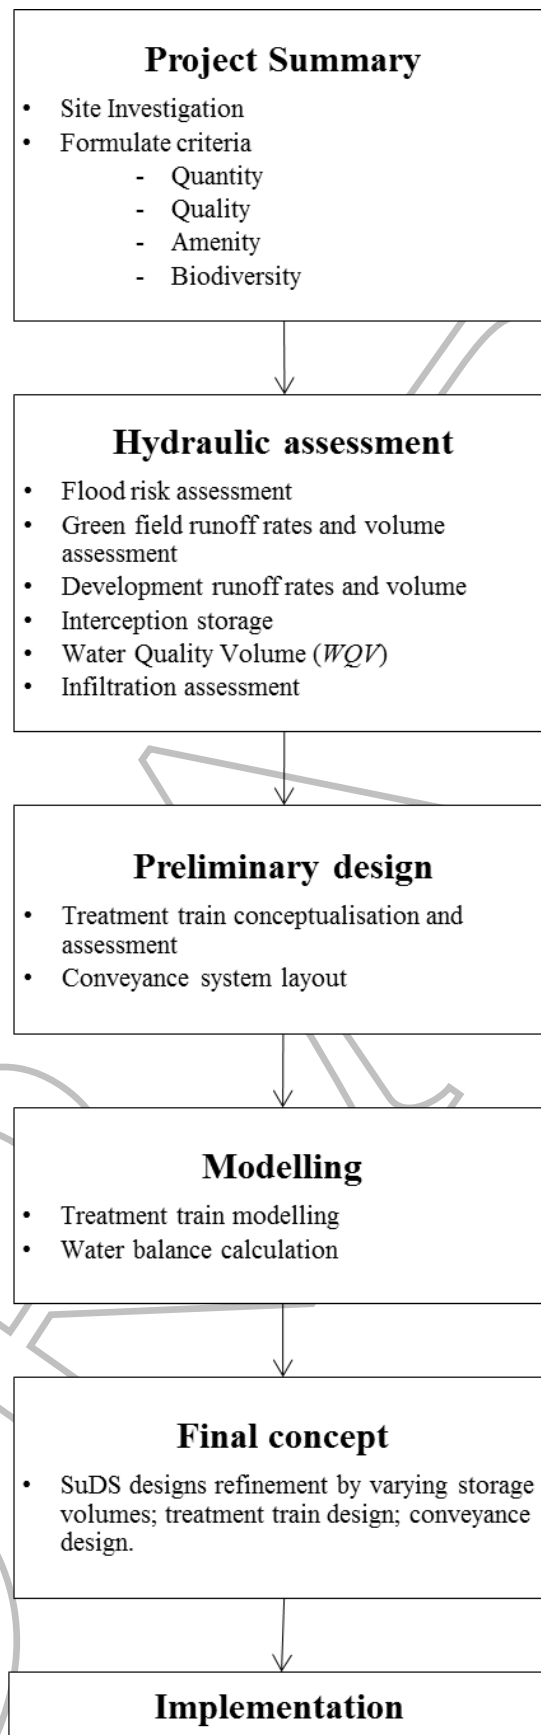 Project Summary
• Site Investigation
• Formulate criteria
- Quantity
- Quality
- Amenity
- Biodiversity
Hydraulic assessment
• Flood risk assessment
• Green field runoff rates and volume
assessment
• Development runoff rates and volume
• Interception storage
• Water Quality Volume (WQV)
• Infiltration assessment
Preliminary design
• Treatment train conceptualisation and
assessment
• Conveyance system layout
Modelling
• Treatment train modelling
• Water balance calculation
Final concept
• SuDS designs refinement by varying storage
volumes; treatment train design; conveyance
design.
Implementation